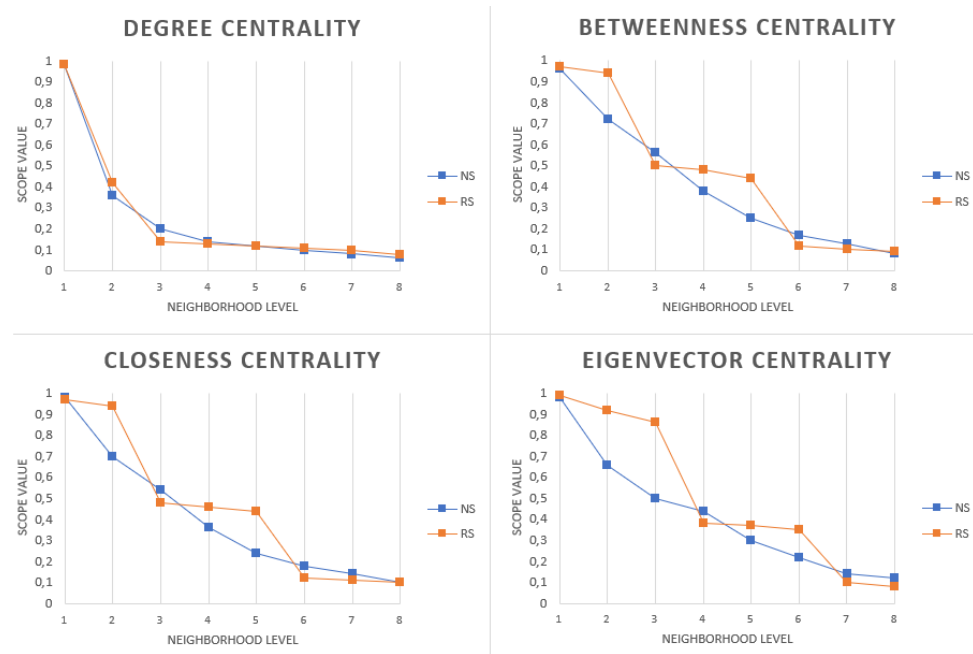 DEGREE CENTRALITY
1
0,9
0,8
0,7
0,6
0,5
0,4
0,3
0,2
0,1
0
SCOPE VALUE
1 2 3 4 5 6 7 8
NEIGHBORHOOD LEVEL
NS
RS
BETWEENNESS CENTRALITY
1
0,9
0,8
0,7
0,6
0,5
0,4
0,3
0,2
0,1
0
SCOPE VALUE
1 2 3 4 5 6 7 8
NEIGHBORHOOD LEVEL
NS
RS
CLOSENESS CENTRALITY
1
0,9
0,8
0,7
0,6
0,5
0,4
0,3
0,2
0,1
0
SCOPE VALUE
1 2 3 4 5 6 7 8
NEIGHBORHOOD LEVEL
NS
RS
EIGENVECTOR CENTRALITY
1
0,9
0,8
0,7
0,6
0,5
0,4
0,3
0,2
0,1
0
SCOPE VALUE
1 2 3 4 5 6 7 8
NEIGHBORHOOD LEVEL
NS
RS